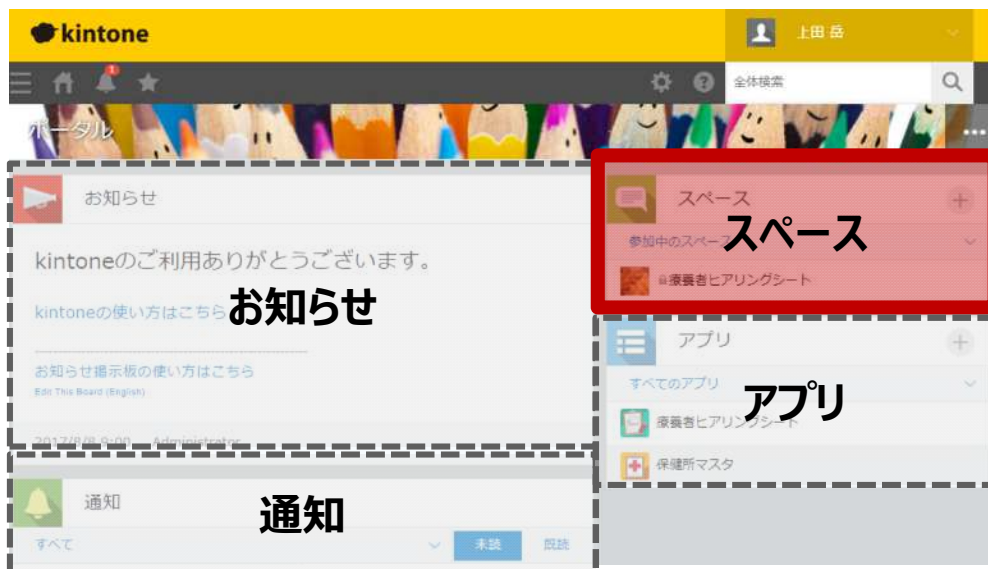 kintone
上田 岳
1
全体検索
ポータル
お知らせ
kintoneのご利用ありがとうございます。
kintoneの使い方はこちら
お知らせ
お知らせ掲示板の使い方はこちら
Edit This Board (English)
2017/8/8 9:00 Administrator
通知
通知
すべて
未読
既読
スペース
スペース
参加中のスペース
療養者ヒアリングシート
アプリ
すべてのアプリ
アプリ
療養者ヒアリングシート
保健所マスタ